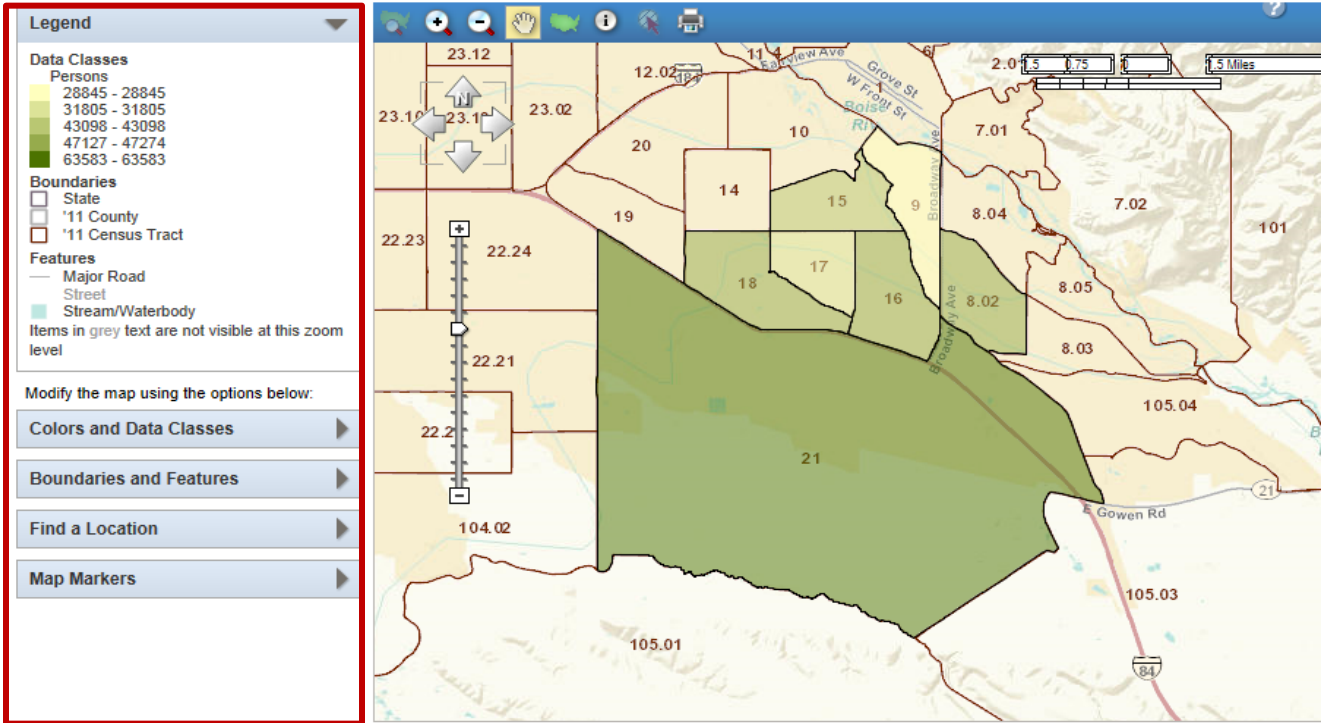 Legend
Data Classes
Persons
28845 - 28845
31805 - 31805
43098 - 43098
47127 - 47274
63583 - 63583
Boundaries
State
'11 County
'11 Census Tract
Features
Major Road
Street
Stream/Waterbody
Items in grey text are not visible at this zoom
level
Modify the map using the options below:
Colors and Data Classes
Boundaries and Features
Find a Location
Map Markers
?
23.12
12.02
184
11
4
Fairview Ave
6
2.0
.5
0.75
0
1.5 Miles
Grove St
W Front St
1
Boise
Riv
23.10
N
23.02
10
7.01
20
14
15
9
Broadway Ave
8.04
7.02
101
19
22.23
22.24
18
17
16
8.02
8.05
Broadway Ave
8.03
22.21
105.04
B
22.2
21
21
E Gowen Rd
104.02
105.03
105.01
84